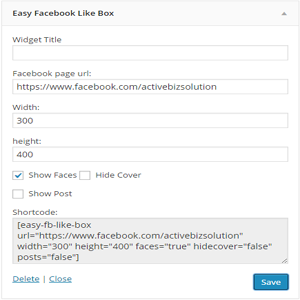 Easy Facebook Like Box
Widget Title
Facebook page url:
https://www.facebook.com/activebizsolution
Width:
300
height:
400
Show Faces Hide Cover
Show Post
Shortcode:
[easy-fb-like-box
url="https://www.facebook.com/activebizsolution"
width="300" height="400" faces="true" hidecover="false"
posts="false"]
Delete | Close
Save